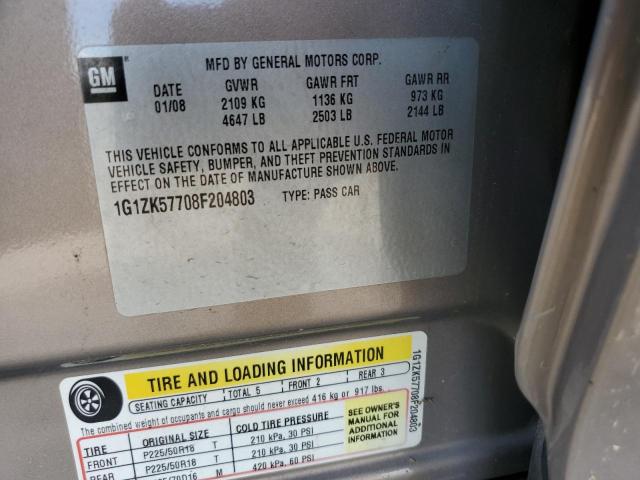 GM
MFD BY GENERAL MOTORS CORP.
DATE GVWR GAWR FRT GAWR RR
01/08 2109 KG 1136 KG 973 KG
4647 LB 2503 LB 2144 LB
THIS VEHICLE CONFORMS TO ALL APPLICABLE U.S. FEDERAL MOTOR
VEHICLE SAFETY, BUMPER, AND THEFT PREVENTION STANDARDS IN
EFFECT ON THE DATE OF MANUFACTURE SHOWN ABOVE.
1G1ZK57708F204803 TYPE: PASS CAR
TIRE AND LOADING INFORMATION
SEATING CAPACITY TOTAL 5 FRONT 2 REAR 3
The combined weight of occupants and cargo should never exceed 416 kg or 917 lbs.
TIRE ORIGINAL SIZE COLD TIRE PRESSURE
FRONT P225/50R18 T 210 kPa, 30 PSI
REAR P225/50R18 T 210 kPa, 30 PSI
M 420 kPa, 60 PSI
SEE OWNER'S
MANUAL FOR
ADDITIONAL
INFORMATION
1G1ZK57708F204803